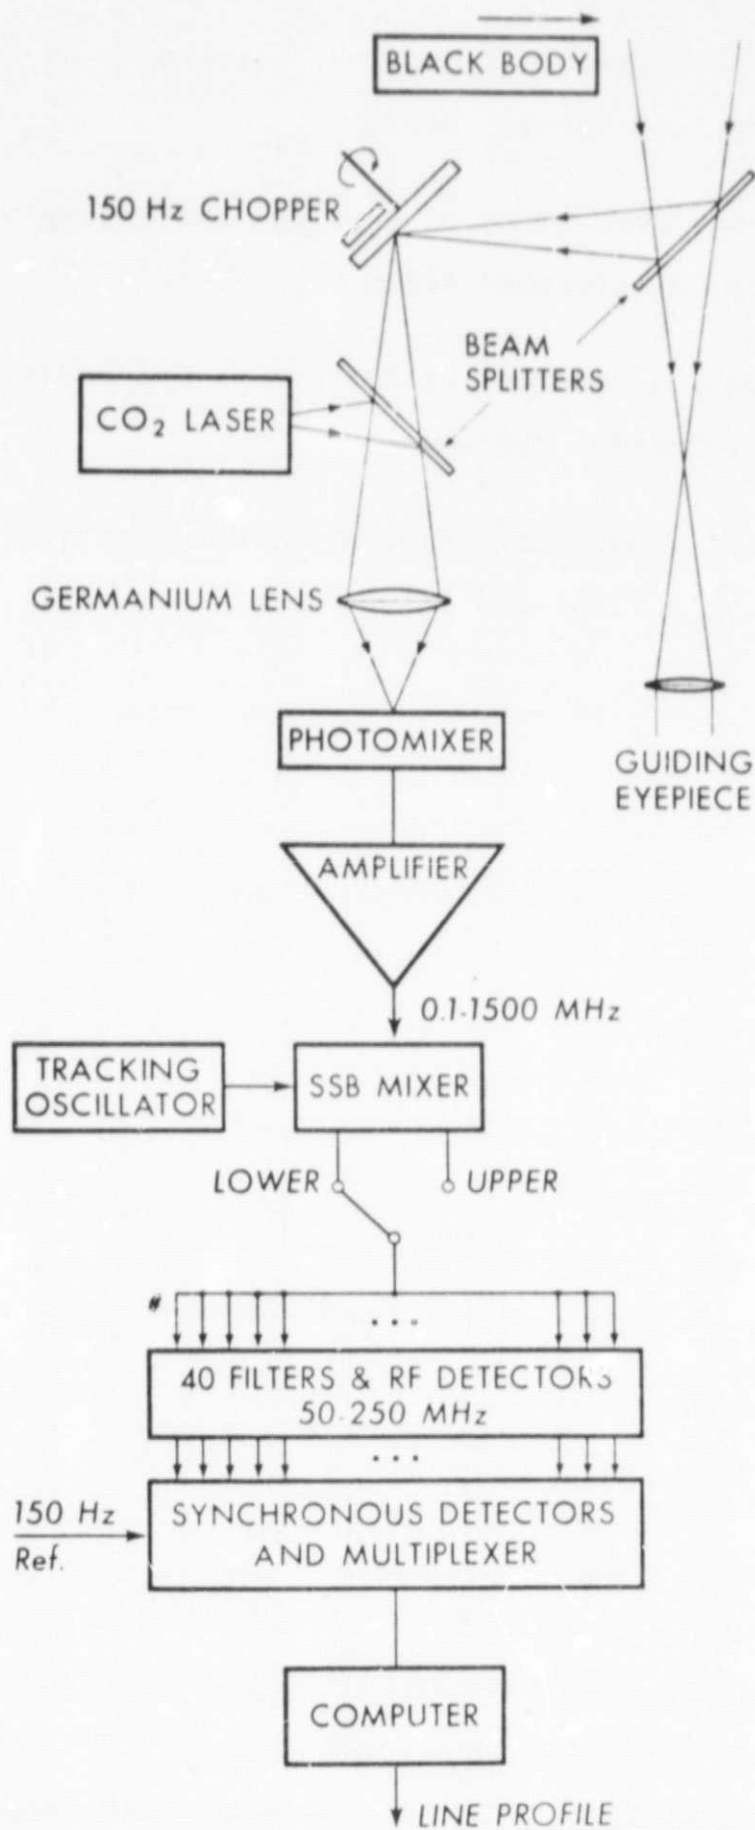 BLACK BODY
150 Hz CHOPPER
BEAM
SPLITTERS
CO₂ LASER
GERMANIUM LENS
PHOTOMIXER
GUIDING
EYEPIECE
AMPLIFIER
0.1-1500 MHz
TRACKING
OSCILLATOR
SSB MIXER
LOWER
UPPER
...
40 FILTERS & RF DETECTORS
50-250 MHz
...
150 Hz
Ref.
SYNCHRONOUS DETECTORS
AND MULTIPLEXER
COMPUTER
LINE PROFILE